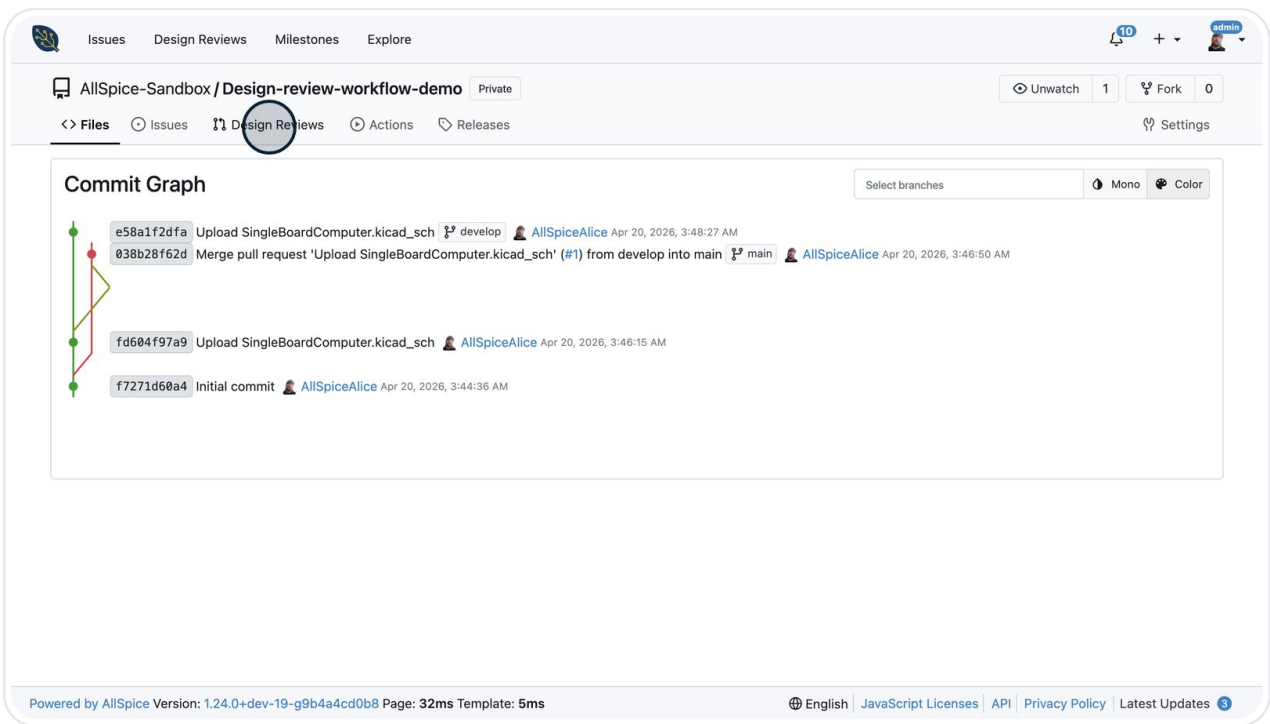 Issues Design Reviews Milestones Explore 10 admin
AllSpice-Sandbox / Design-review-workflow-demo Private Unwatch 1 Fork 0
Files Issues Design Reviews Actions Releases Settings
Commit Graph Select branches Mono Color
e58a1f2dfa Upload SingleBoardComputer.kicad_sch develop AllSpiceAlice Apr 20, 2026, 3:48:27 AM
038b28f62d Merge pull request 'Upload SingleBoardComputer.kicad_sch' (#1) from develop into main main AllSpiceAlice Apr 20, 2026, 3:46:50 AM
fd604f97a9 Upload SingleBoardComputer.kicad_sch AllSpiceAlice Apr 20, 2026, 3:46:15 AM
f7271d60a4 Initial commit AllSpiceAlice Apr 20, 2026, 3:44:36 AM
Powered by AllSpice Version: 1.24.0+dev-19-g9b4a4cd0b8 Page: 32ms Template: 5ms English JavaScript Licenses API Privacy Policy Latest Updates 3